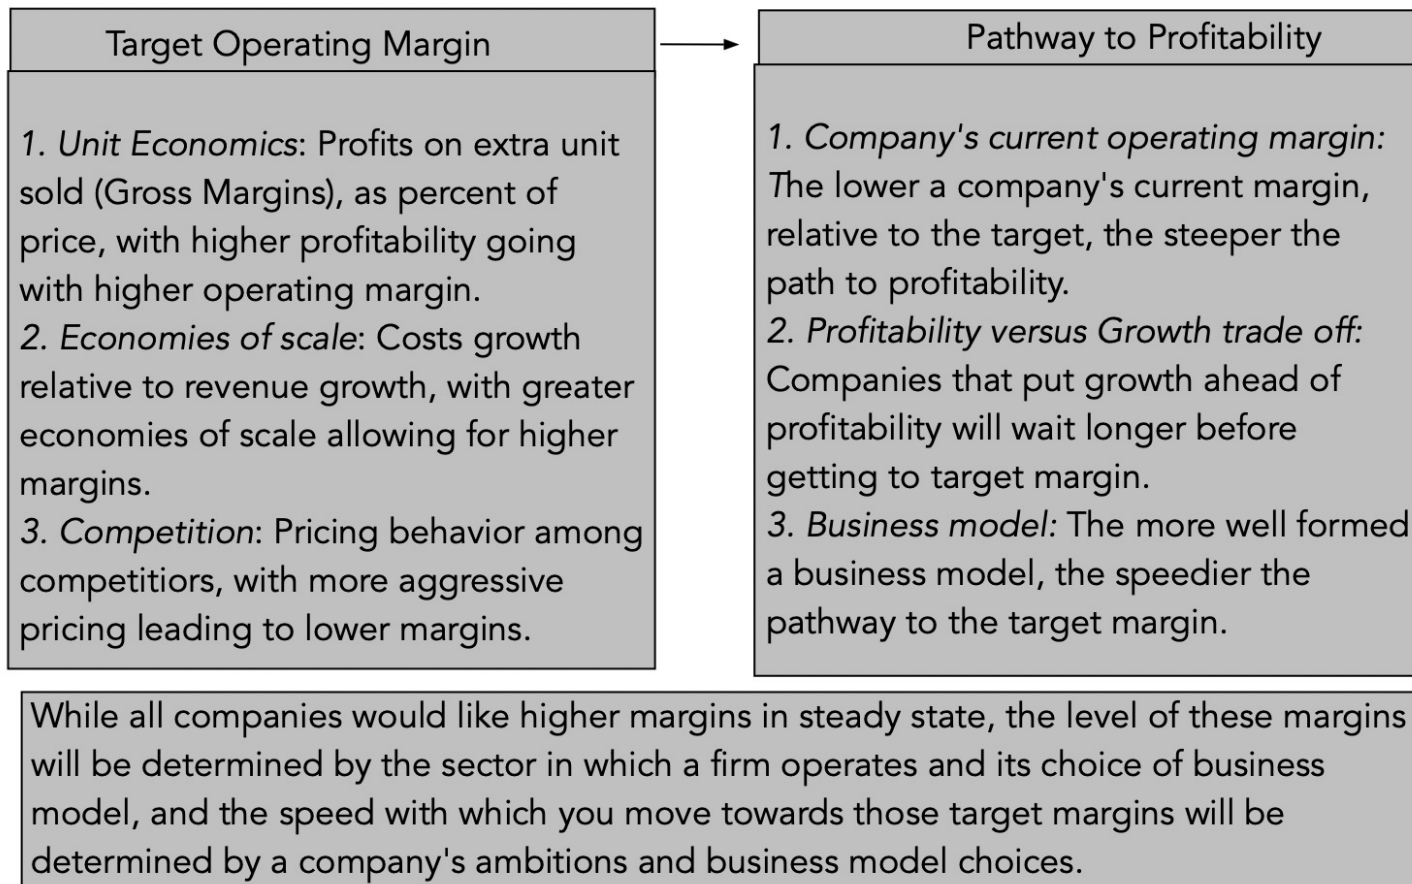 Target Operating Margin
1. Unit Economics: Profits on extra unit
sold (Gross Margins), as percent of
price, with higher profitability going
with higher operating margin.
2. Economies of scale: Costs growth
relative to revenue growth, with greater
economies of scale allowing for higher
margins.
3. Competition: Pricing behavior among
competitiors, with more aggressive
pricing leading to lower margins.
Pathway to Profitability
1. Company's current operating margin:
The lower a company's current margin,
relative to the target, the steeper the
path to profitability.
2. Profitability versus Growth trade off:
Companies that put growth ahead of
profitability will wait longer before
getting to target margin.
3. Business model: The more well formed
a business model, the speedier the
pathway to the target margin.
While all companies would like higher margins in steady state, the level of these margins
will be determined by the sector in which a firm operates and its choice of business
model, and the speed with which you move towards those target margins will be
determined by a company's ambitions and business model choices.